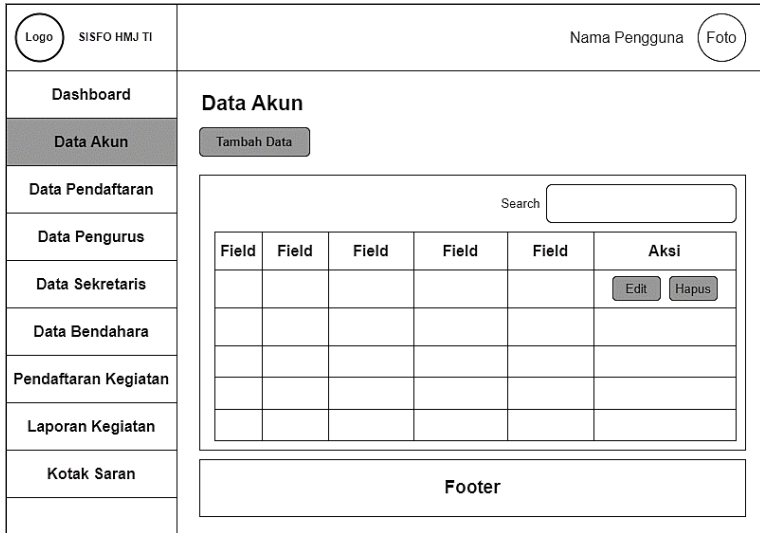 Logo
SISFO HMJ TI
Nama Pengguna
Foto
Dashboard
Data Akun
Data Pendaftaran
Data Pengurus
Data Sekretaris
Data Bendahara
Pendaftaran Kegiatan
Laporan Kegiatan
Kotak Saran
Data Akun
Tambah Data
Search
Field Field Field Field Field Aksi
Edit Hapus
Footer